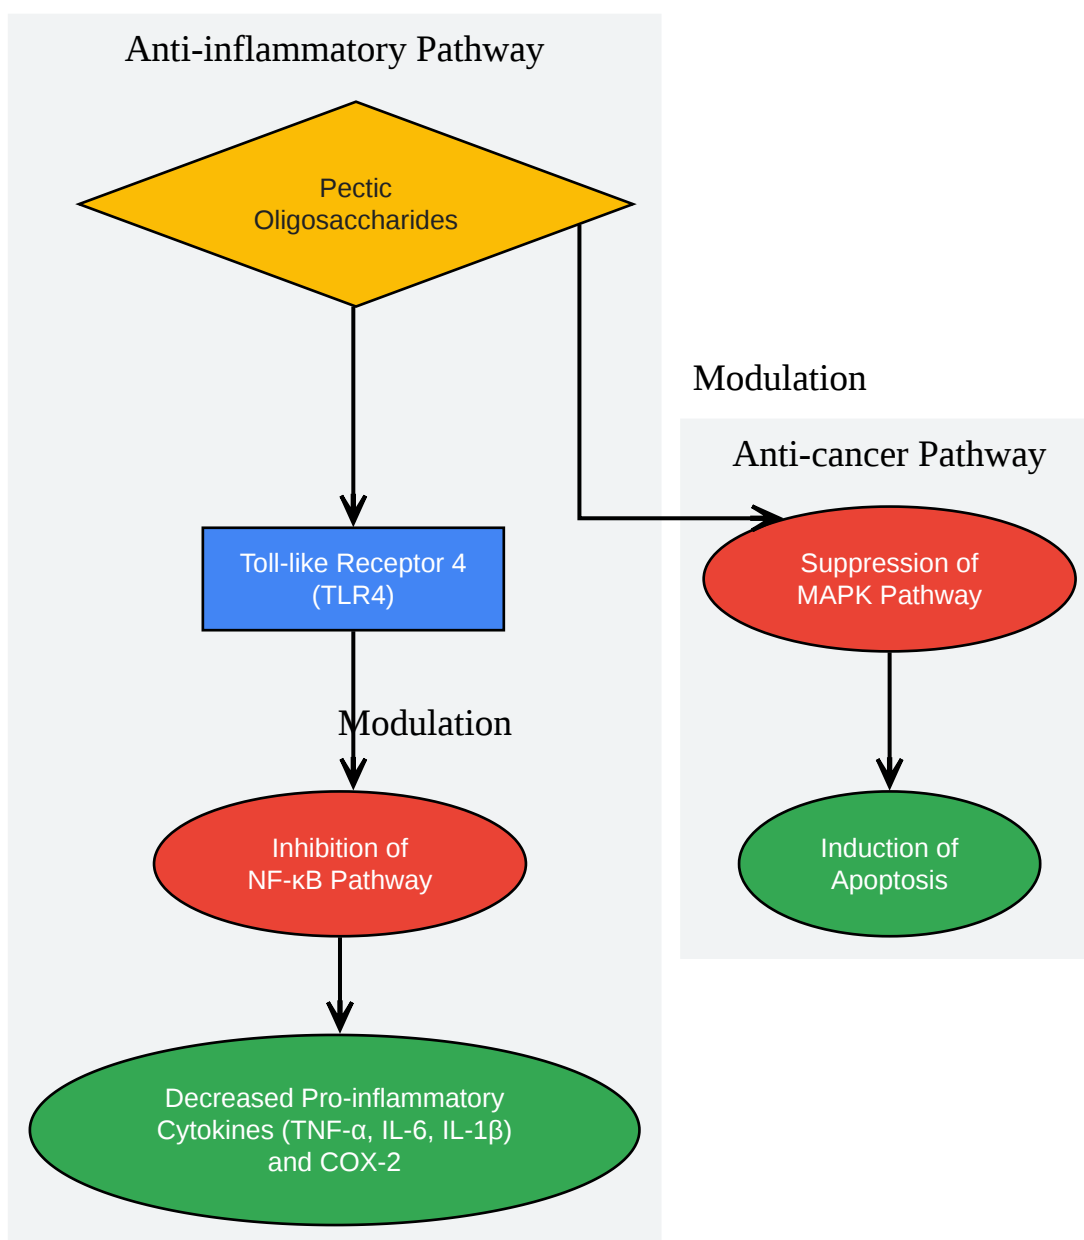 Anti-inflammatory Pathway
Pectic
Oligosaccharides
Modulation
Anti-cancer Pathway
Toll-like Receptor 4
(TLR4)
Suppression of
MAPK Pathway
Modulation
Inhibition of
NF-κB Pathway
Induction of
Apoptosis
Decreased Pro-inflammatory
Cytokines (TNF-α, IL-6, IL-1β)
and COX-2